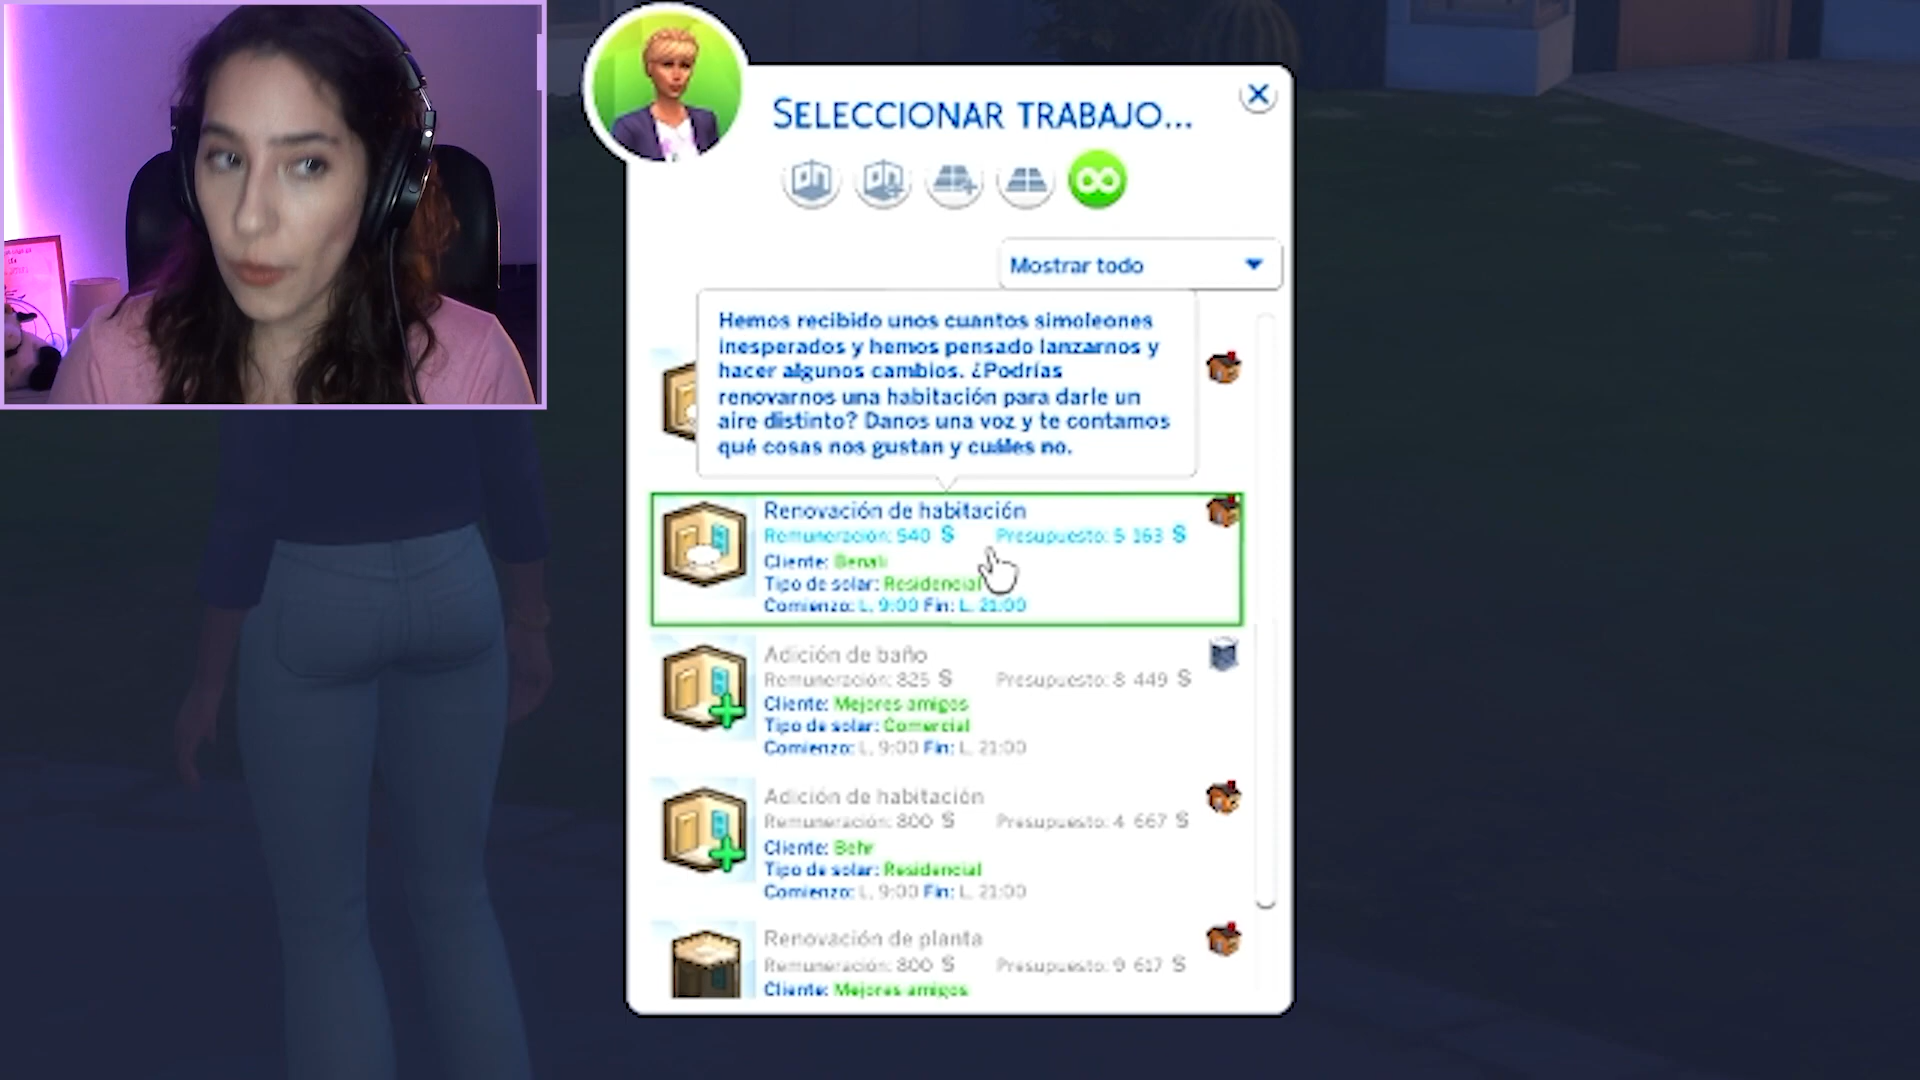 SELECCIONAR TRABAJO...
Mostrar todo
Hemos recibido unos cuantos simoleones
inesperados y hemos pensado lanzarnos y
hacer algunos cambios. ¿Podrías
renovarnos una habitación para darle un
aire distinto? Danos una voz y te contamos
qué cosas nos gustan y cuáles no.
Renovación de habitación
Remuneración: 540 $ Presupuesto: 5 163 $
Cliente: Benali
Tipo de solar: Residencial
Comienzo: L. 9:00 Fin: L. 21:00
Adición de baño
Remuneración: 825 $ Presupuesto: 8 449 $
Cliente: Mejores amigos
Tipo de solar: Comercial
Comienzo: L. 9:00 Fin: L. 21:00
Adición de habitación
Remuneración: 800 $ Presupuesto: 4 667 $
Cliente: Behr
Tipo de solar: Residencial
Comienzo: L. 9:00 Fin: L. 21:00
Renovación de planta
Remuneración: 800 $ Presupuesto: 9 617 $
Cliente: Mejores amigos